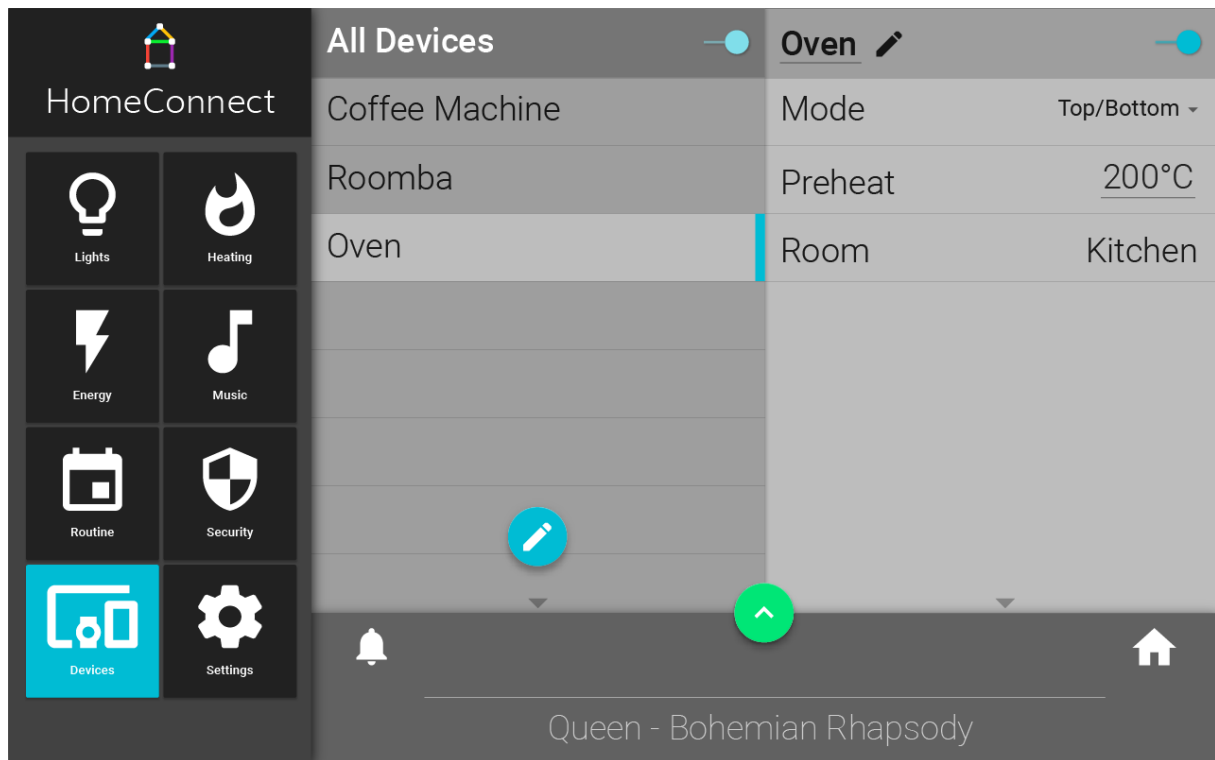 HomeConnect
Lights
Heating
Energy
Music
Routine
Security
Devices
Settings
All Devices
Coffee Machine
Roomba
Oven
Oven
Mode Top/Bottom
Preheat 200°C
Room Kitchen
Queen - Bohemian Rhapsody